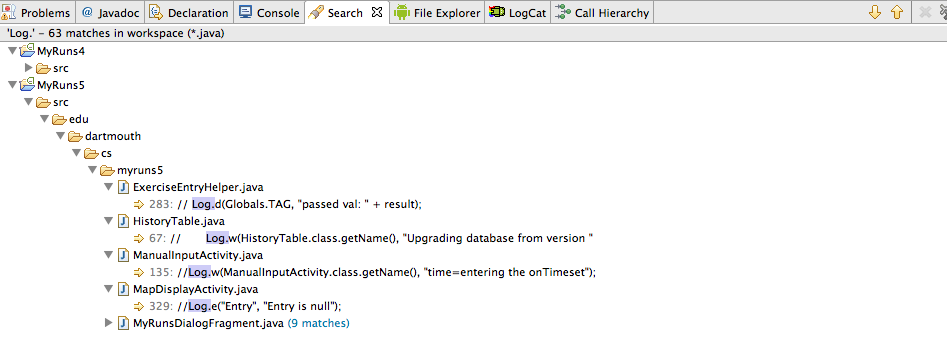 Problems @ Javadoc Declaration Console Search File Explorer LogCat Call Hierarchy
'Log.' - 63 matches in workspace (*.java)
MyRuns4
src
MyRuns5
src
edu
dartmouth
cs
myruns5
ExerciseEntryHelper.java
283: // Log.d(Globals.TAG, "passed val: " + result);
HistoryTable.java
67: // Log.w(HistoryTable.class.getName(), "Upgrading database from version "
ManualInputActivity.java
135: //Log.w(ManualInputActivity.class.getName(), "time=entering the onTimeset");
MapDisplayActivity.java
329: //Log.e("Entry", "Entry is null");
MyRunsDialogFragment.java (9 matches)